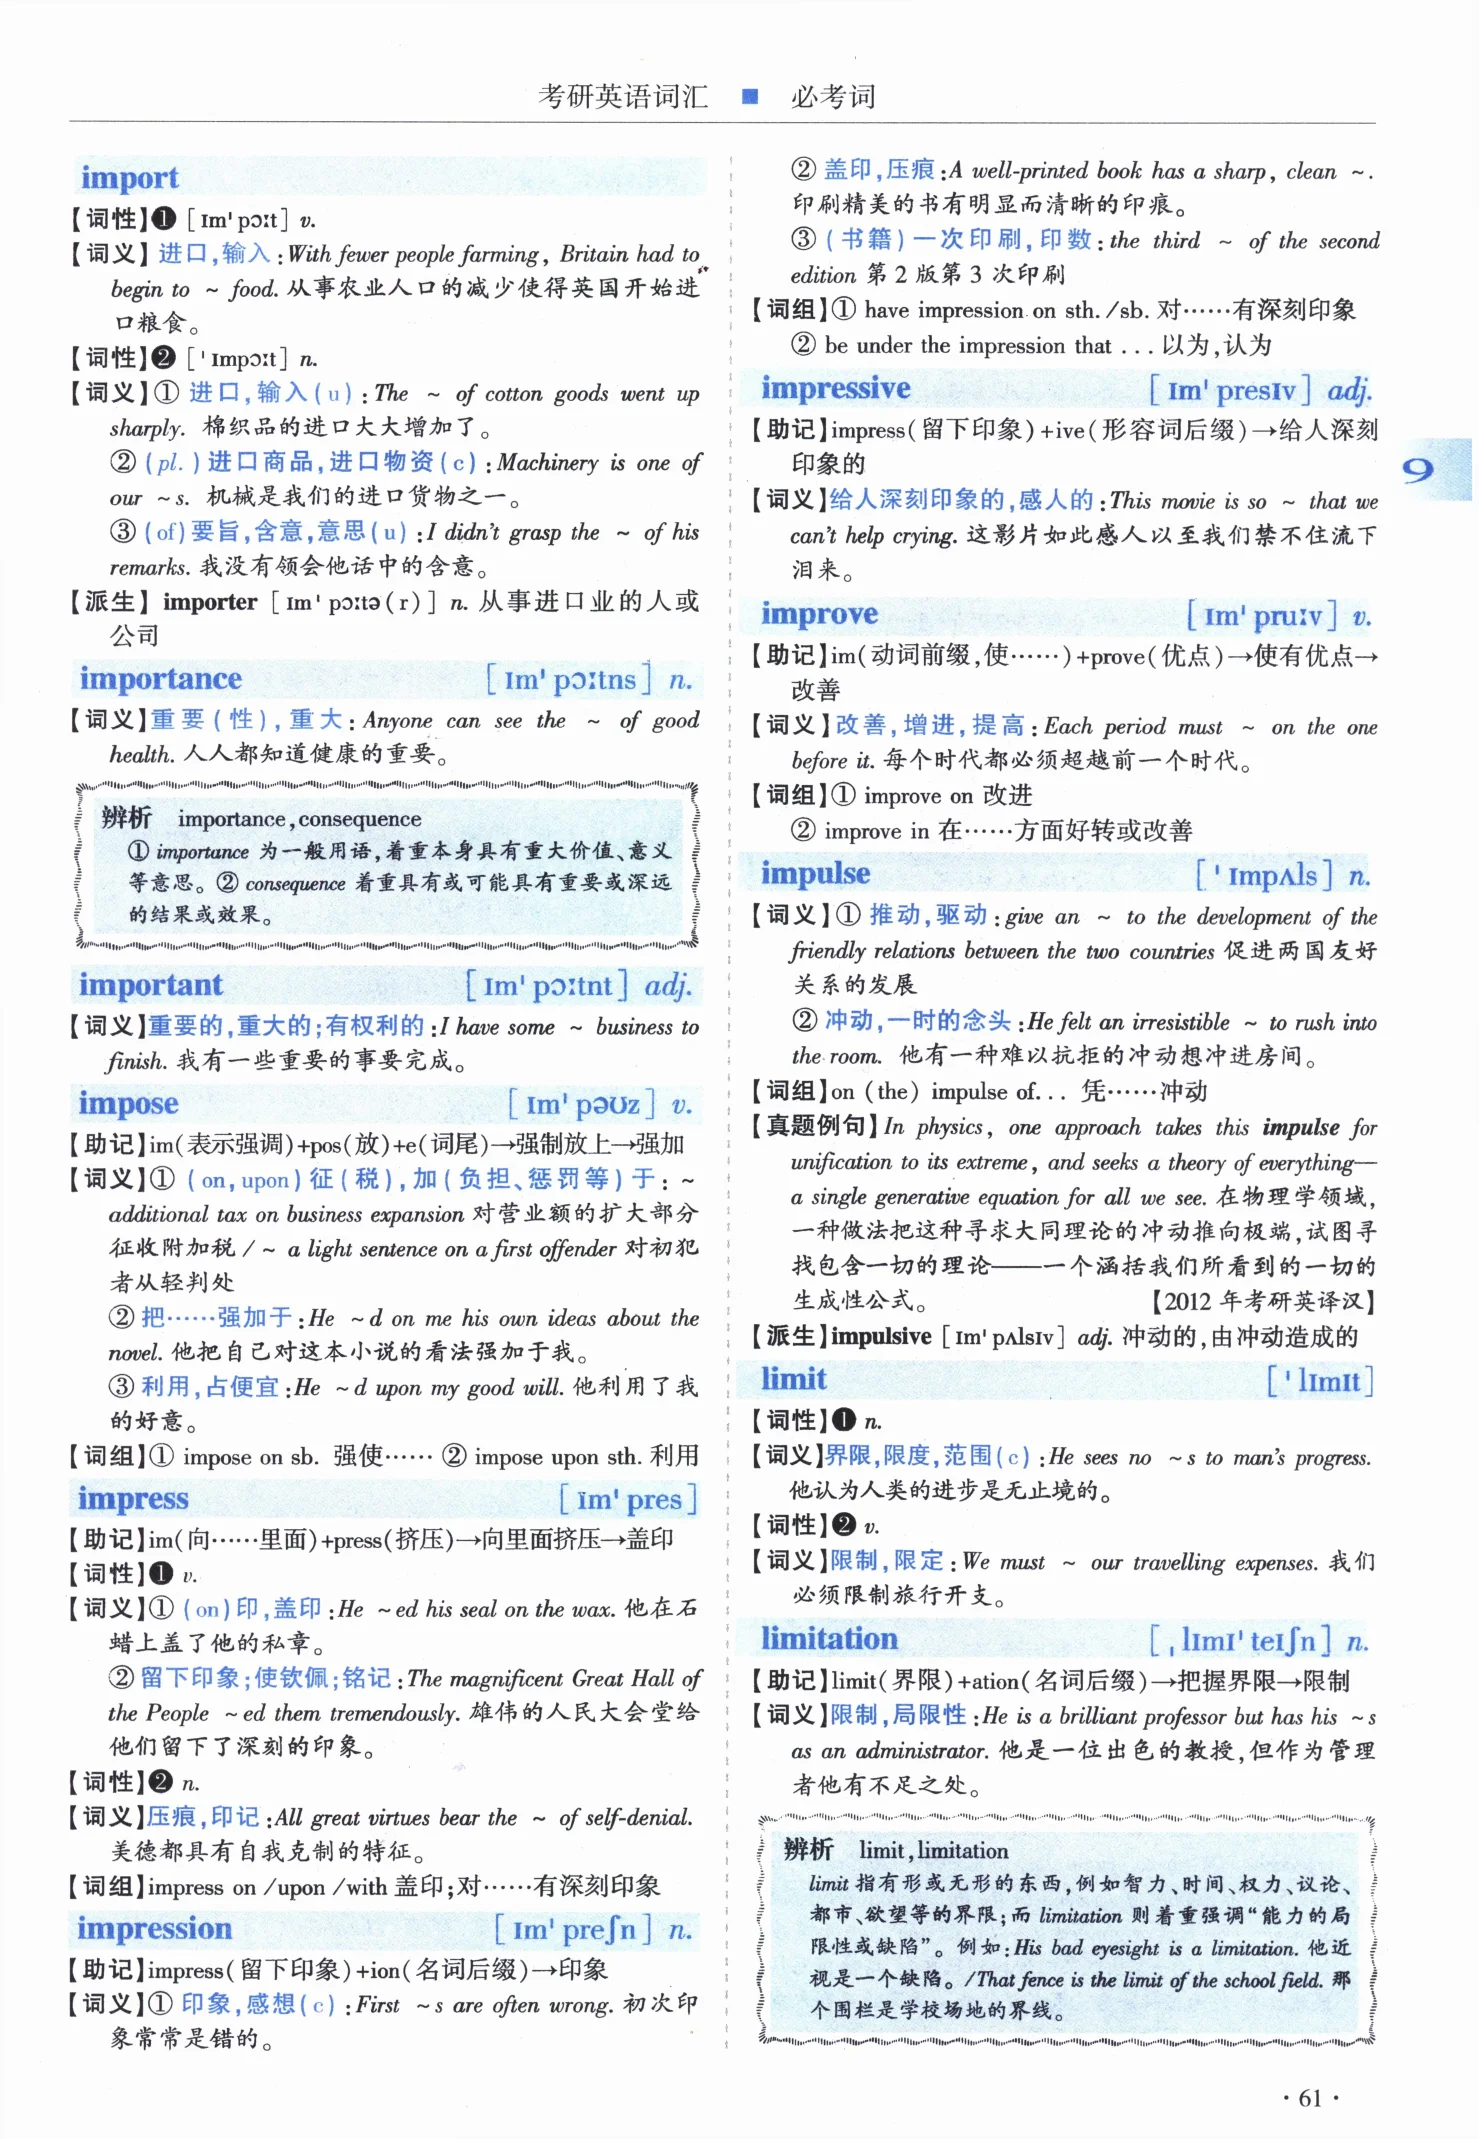 考研英语词汇 ■ 必考词
import
【词性】❶ [ɪmˈpɔːt] v.
【词义】进口,输入:With fewer people farming, Britain had to
begin to ~ food. 从事农业人口的减少使得英国开始进
口粮食。
【词性】❷ [ˈɪmpɔːt] n.
【词义】① 进口,输入(u):The ~ of cotton goods went up
sharply. 棉织品的进口大大增加了。
② (pl.)进口商品,进口物资(c):Machinery is one of
our ~s. 机械是我们的进口货物之一。
③ (of)要旨,含意,意思(u):I didn't grasp the ~ of his
remarks. 我没有领会他话中的含意。
【派生】importer [ɪmˈpɔːtə(r)] n. 从事进口业的人或
公司
importance [ɪmˈpɔːtns] n.
【词义】重要(性),重大:Anyone can see the ~ of good
health. 人人都知道健康的重要。
辨析 importance,consequence
① importance 为一般用语,着重本身具有重大价值、意义
等意思。② consequence 着重具有或可能具有重要或深远
的结果或效果。
important [ɪmˈpɔːtnt] adj.
【词义】重要的,重大的;有权利的:I have some ~ business to
finish. 我有一些重要的事要完成。
impose [ɪmˈpəʊz] v.
【助记】im(表示强调)+pos(放)+e(词尾)→强制放上→强加
【词义】① (on,upon)征(税),加(负担、惩罚等)于: ~
additional tax on business expansion 对营业额的扩大部分
征收附加税 / ~ a light sentence on a first offender 对初犯
者从轻判处
② 把……强加于:He ~d on me his own ideas about the
novel. 他把自己对这本小说的看法强加于我。
③ 利用,占便宜:He ~d upon my good will. 他利用了我
的好意。
【词组】① impose on sb. 强使…… ② impose upon sth. 利用
impress [ɪmˈpres]
【助记】im(向……里面)+press(挤压)→向里面挤压→盖印
【词性】❶ v.
【词义】① (on)印,盖印:He ~ed his seal on the wax. 他在石
蜡上盖了他的私章。
② 留下印象;使钦佩;铭记:The magnificent Great Hall of
the People ~ed them tremendously. 雄伟的人民大会堂给
他们留下了深刻的印象。
【词性】❷ n.
【词义】压痕,印记:All great virtues bear the ~ of self-denial.
美德都具有自我克制的特征。
【词组】impress on /upon /with 盖印;对……有深刻印象
impression [ɪmˈpreʃn] n.
【助记】impress(留下印象)+ion(名词后缀)→印象
【词义】① 印象,感想(c):First ~s are often wrong. 初次印
象常常是错的。
② 盖印,压痕:A well-printed book has a sharp, clean ~.
印刷精美的书有明显而清晰的印痕。
③ (书籍)一次印刷,印数:the third ~ of the second
edition 第 2 版第 3 次印刷
【词组】① have impression on sth. /sb. 对……有深刻印象
② be under the impression that ... 以为,认为
impressive [ɪmˈpresɪv] adj.
【助记】impress(留下印象)+ive(形容词后缀)→给人深刻
印象的
【词义】给人深刻印象的,感人的:This movie is so ~ that we
can't help crying. 这影片如此感人以至我们禁不住流下
泪来。
improve [ɪmˈpruːv] v.
【助记】im(动词前缀,使……)+prove(优点)→使有优点→
改善
【词义】改善,增进,提高:Each period must ~ on the one
before it. 每个时代都必须超越前一个时代。
【词组】① improve on 改进
② improve in 在……方面好转或改善
impulse [ˈɪmpʌls] n.
【词义】① 推动,驱动:give an ~ to the development of the
friendly relations between the two countries 促进两国友好
关系的发展
② 冲动,一时的念头:He felt an irresistible ~ to rush into
the room. 他有一种难以抗拒的冲动想冲进房间。
【词组】on (the) impulse of... 凭……冲动
【真题例句】In physics, one approach takes this impulse for
unification to its extreme, and seeks a theory of everything—
a single generative equation for all we see. 在物理学领域,
一种做法把这种寻求大同理论的冲动推向极端,试图寻
找包含一切的理论——一个涵括我们所看到的一切的
生成性公式。 【2012 年考研英译汉】
【派生】impulsive [ɪmˈpʌlsɪv] adj. 冲动的,由冲动造成的
limit [ˈlɪmɪt]
【词性】❶ n.
【词义】界限,限度,范围(c):He sees no ~s to man's progress.
他认为人类的进步是无止境的。
【词性】❷ v.
【词义】限制,限定:We must ~ our travelling expenses. 我们
必须限制旅行开支。
limitation [ˌlɪmɪˈteɪʃn] n.
【助记】limit(界限)+ation(名词后缀)→把握界限→限制
【词义】限制,局限性:He is a brilliant professor but has his ~s
as an administrator. 他是一位出色的教授,但作为管理
者他有不足之处。
辨析 limit,limitation
limit 指有形或无形的东西,例如智力、时间、权力、议论、
都市、欲望等的界限;而 limitation 则着重强调“能力的局
限性或缺陷”。例如:His bad eyesight is a limitation. 他近
视是一个缺陷。/That fence is the limit of the school field. 那
个围栏是学校场地的界线。
9
· 61 ·